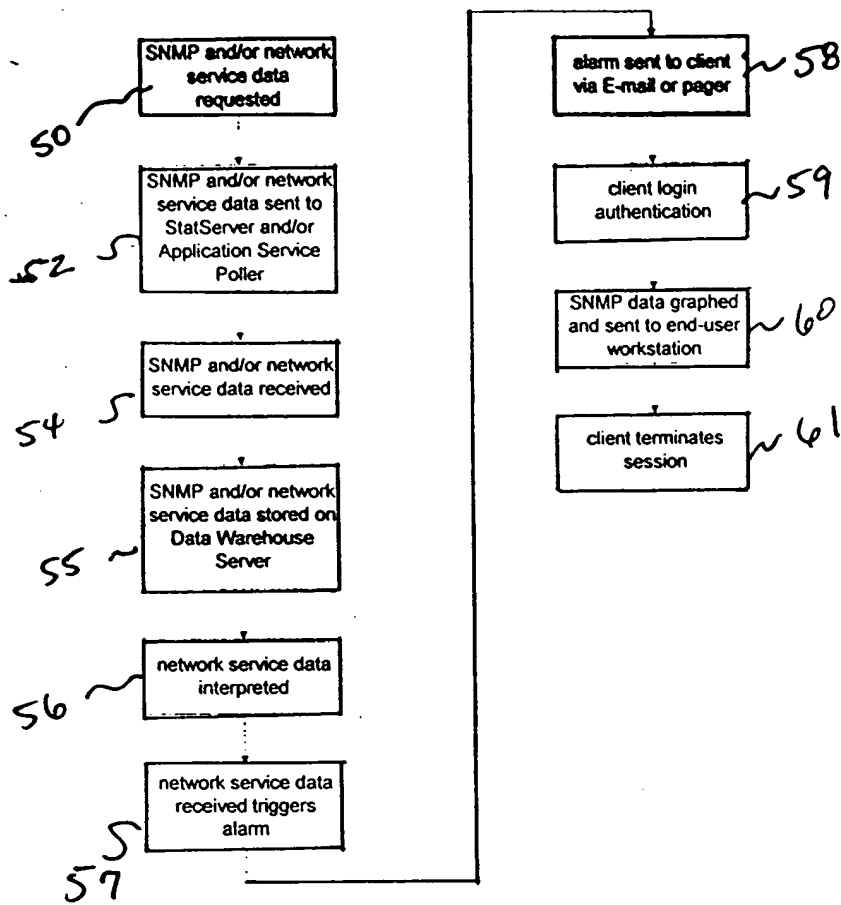 SNMP and/or network
service data
requested
50
SNMP and/or network
service data sent to
StatServer and/or
Application Service
Poller
52
SNMP and/or network
service data received
54
SNMP and/or network
service data stored on
Data Warehouse
Server
55
network service data
interpreted
56
network service data
received triggers
alarm
57
alarm sent to client
via E-mail or pager
58
client login
authentication
59
SNMP data graphed
and sent to end-user
workstation
60
client terminates
session
61